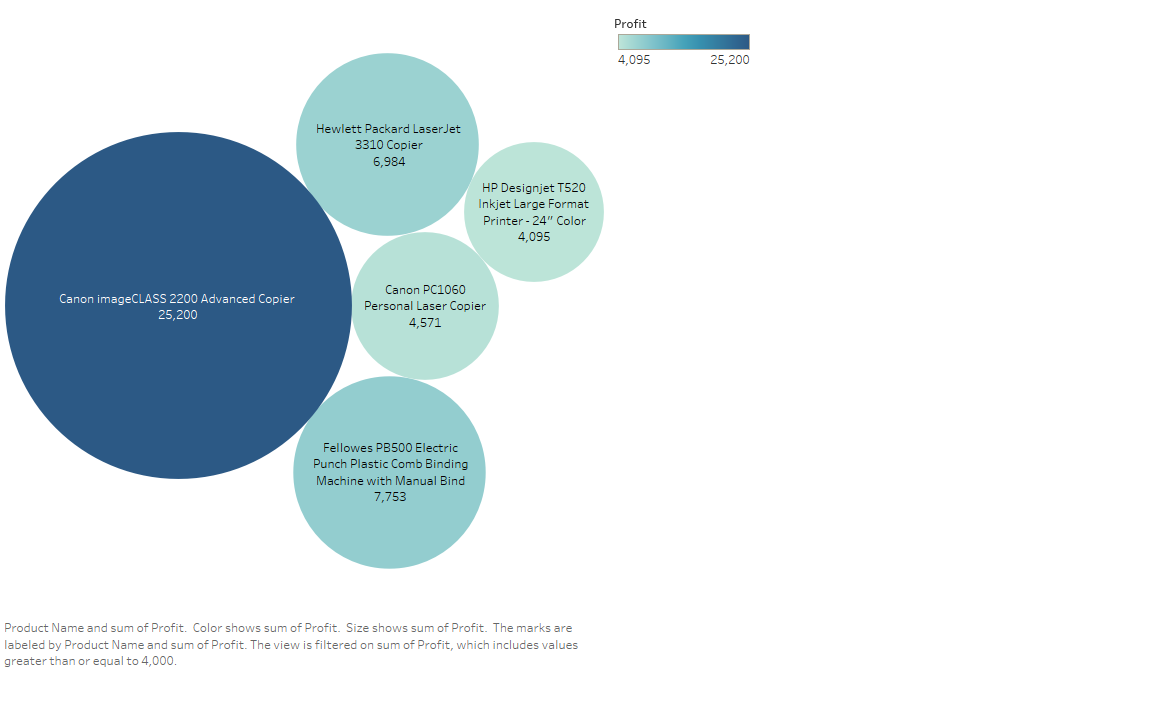 Profit
4,095 25,200
Hewlett Packard LaserJet
3310 Copier
6,984
HP Designjet T520
Inkjet Large Format
Printer - 24" Color
4,095
Canon imageCLASS 2200 Advanced Copier
25,200
Canon PC1060
Personal Laser Copier
4,571
Fellowes PB500 Electric
Punch Plastic Comb Binding
Machine with Manual Bind
7,753
Product Name and sum of Profit.  Color shows sum of Profit.  Size shows sum of Profit.  The marks are
labeled by Product Name and sum of Profit. The view is filtered on sum of Profit, which includes values
greater than or equal to 4,000.